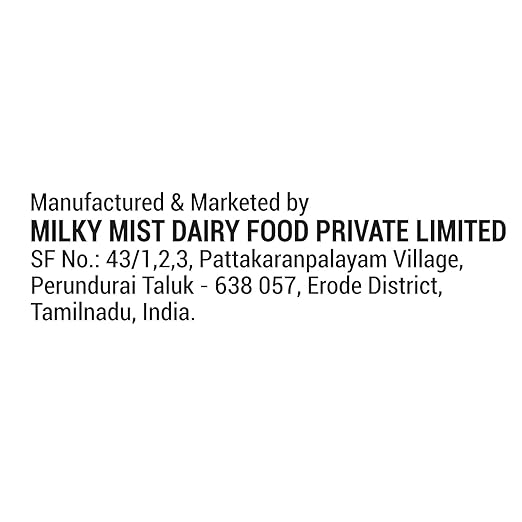 Manufactured & Marketed by
MILKY MIST DAIRY FOOD PRIVATE LIMITED
SF No.: 43/1,2,3, Pattakaranpalayam Village,
Perundurai Taluk - 638 057, Erode District,
Tamilnadu, India.